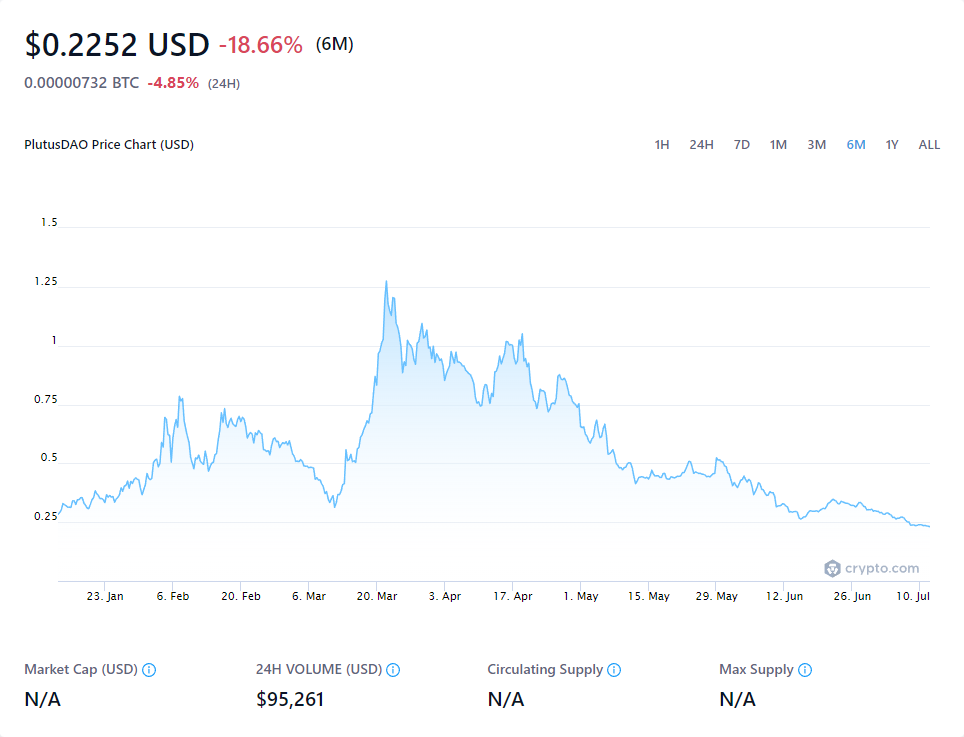 $0.2252 USD -18.66% (6M)
0.00000732 BTC -4.85% (24H)
PlutusDAO Price Chart (USD) 1H 24H 7D 1M 3M 6M 1Y ALL
1.5
1.25
1
0.75
0.5
0.25
crypto.com
23. Jan 6. Feb 20. Feb 6. Mar 20. Mar 3. Apr 17. Apr 1. May 15. May 29. May 12. Jun 26. Jun 10. Jul
Market Cap (USD) 24H VOLUME (USD) Circulating Supply Max Supply
N/A $95,261 N/A N/A